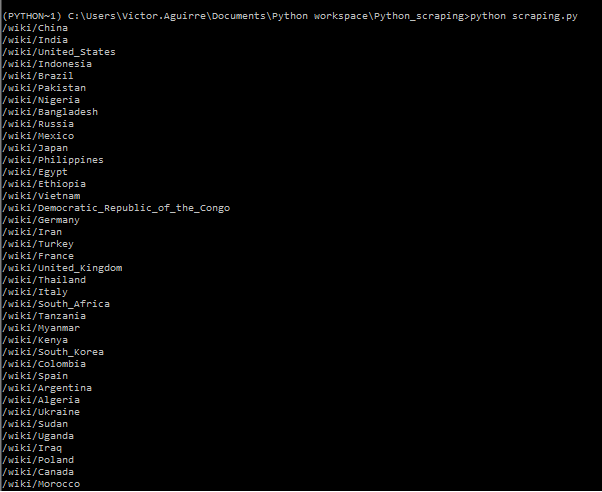 (PYTHON~1) C:\Users\Victor.Aguirre\Documents\Python workspace\Python_scraping>python scraping.py
/wiki/China
/wiki/India
/wiki/United_States
/wiki/Indonesia
/wiki/Brazil
/wiki/Pakistan
/wiki/Nigeria
/wiki/Bangladesh
/wiki/Russia
/wiki/Mexico
/wiki/Japan
/wiki/Philippines
/wiki/Egypt
/wiki/Ethiopia
/wiki/Vietnam
/wiki/Democratic_Republic_of_the_Congo
/wiki/Germany
/wiki/Iran
/wiki/Turkey
/wiki/France
/wiki/United_Kingdom
/wiki/Thailand
/wiki/Italy
/wiki/South_Africa
/wiki/Tanzania
/wiki/Myanmar
/wiki/Kenya
/wiki/South_Korea
/wiki/Colombia
/wiki/Spain
/wiki/Argentina
/wiki/Algeria
/wiki/Ukraine
/wiki/Sudan
/wiki/Uganda
/wiki/Iraq
/wiki/Poland
/wiki/Canada
/wiki/Morocco